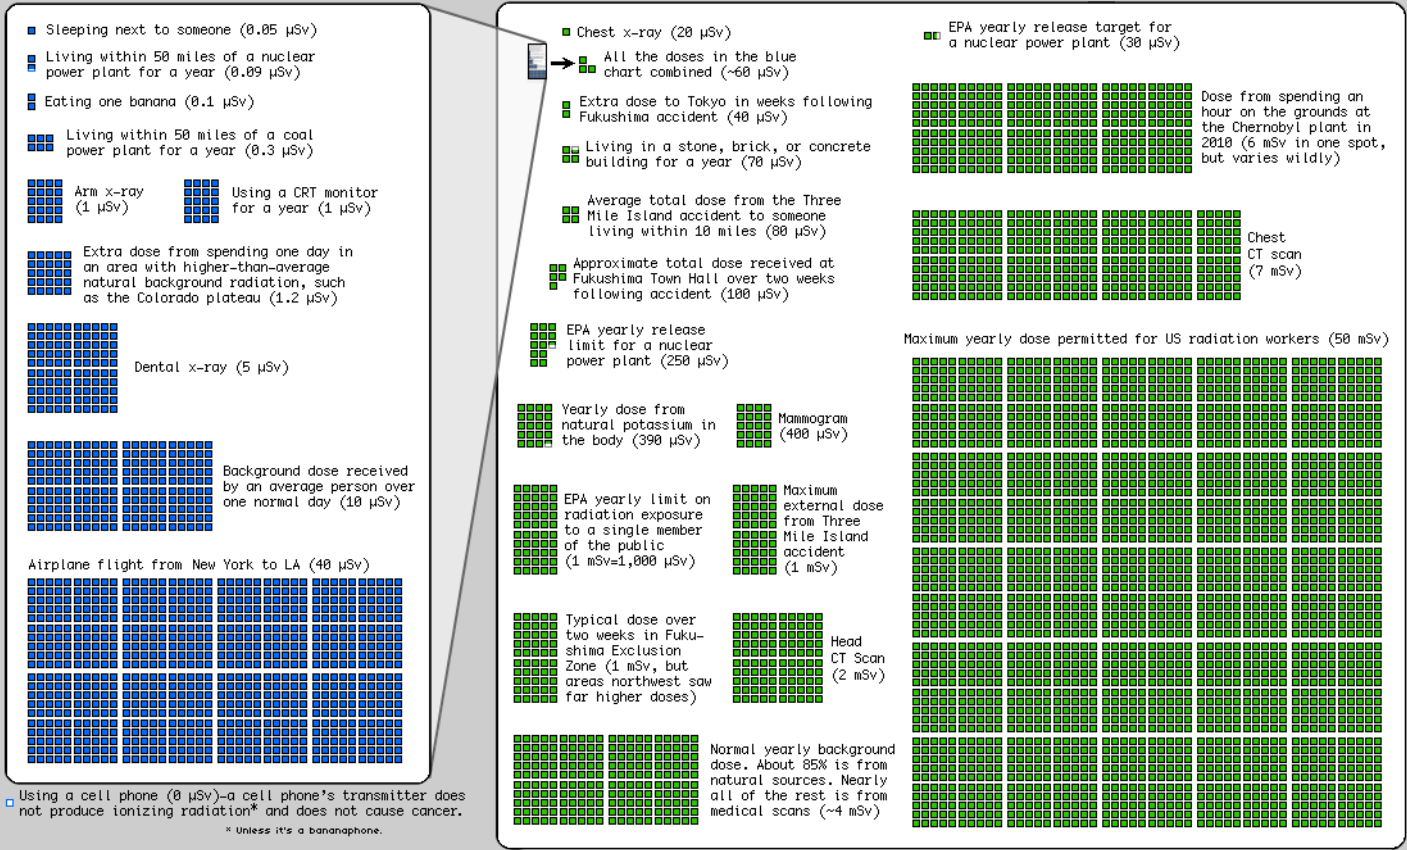 Sleeping next to someone (0.05 µSv)
Living within 50 miles of a nuclear
power plant for a year (0.09 µSv)
Eating one banana (0.1 µSv)
Living within 50 miles of a coal
power plant for a year (0.3 µSv)
Arm x-ray
(1 µSv)
Using a CRT monitor
for a year (1 µSv)
Extra dose from spending one day in
an area with higher-than-average
natural background radiation, such
as the Colorado plateau (1.2 µSv)
Dental x-ray (5 µSv)
Background dose received
by an average person over
one normal day (10 µSv)
Airplane flight from New York to LA (40 µSv)
Using a cell phone (0 µSv)-a cell phone's transmitter does
not produce ionizing radiation* and does not cause cancer.
* Unless it's a bananaphone.
Chest x-ray (20 µSv)
All the doses in the blue
chart combined (~60 µSv)
Extra dose to Tokyo in weeks following
Fukushima accident (40 µSv)
Living in a stone, brick, or concrete
building for a year (70 µSv)
Average total dose from the Three
Mile Island accident to someone
living within 10 miles (80 µSv)
Approximate total dose received at
Fukushima Town Hall over two weeks
following accident (100 µSv)
EPA yearly release
limit for a nuclear
power plant (250 µSv)
Yearly dose from
natural potassium in
the body (390 µSv)
Mammogram
(400 µSv)
EPA yearly limit on
radiation exposure
to a single member
of the public
(1 mSv=1,000 µSv)
Maximum
external dose
from Three
Mile Island
accident
(1 mSv)
Typical dose over
two weeks in Fuku-
shima Exclusion
Zone (1 mSv, but
areas northwest saw
far higher doses)
Head
CT Scan
(2 mSv)
Normal yearly background
dose. About 85% is from
natural sources. Nearly
all of the rest is from
medical scans (~4 mSv)
EPA yearly release target for
a nuclear power plant (30 µSv)
Dose from spending an
hour on the grounds at
the Chernobyl plant in
2010 (6 mSv in one spot,
but varies wildly)
Chest
CT scan
(7 mSv)
Maximum yearly dose permitted for US radiation workers (50 mSv)